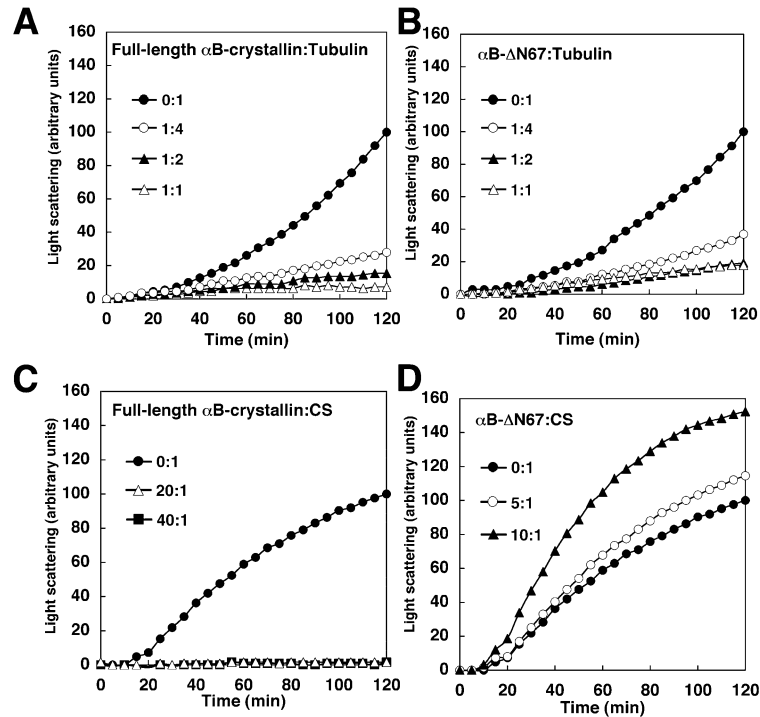 A
Full-length αB-crystallin:Tubulin
0:1
1:4
1:2
1:1
Light scattering (arbitrary units)
160
140
120
100
80
60
40
20
0
0 20 40 60 80 100 120
Time (min)
B
αB-ΔN67:Tubulin
0:1
1:4
1:2
1:1
Light scattering (arbitrary units)
160
140
120
100
80
60
40
20
0
0 20 40 60 80 100 120
Time (min)
C
Full-length αB-crystallin:CS
0:1
20:1
40:1
Light scattering (arbitrary units)
160
140
120
100
80
60
40
20
0
0 20 40 60 80 100 120
Time (min)
D
αB-ΔN67:CS
0:1
5:1
10:1
Light scattering (arbitrary units)
160
140
120
100
80
60
40
20
0
0 20 40 60 80 100 120
Time (min)